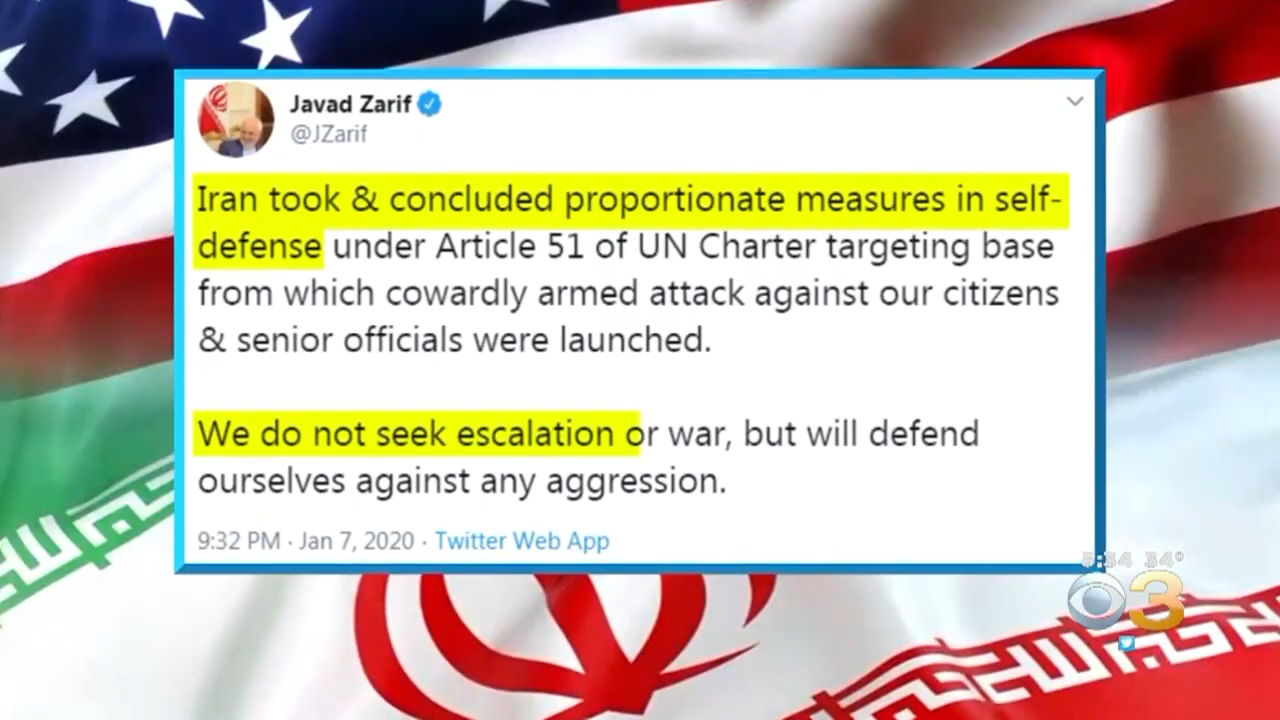 Javad Zarif
@JZarif
Iran took & concluded proportionate measures in self-
defense under Article 51 of UN Charter targeting base
from which cowardly armed attack against our citizens
& senior officials were launched.
We do not seek escalation or war, but will defend
ourselves against any aggression.
9:32 PM · Jan 7, 2020 · Twitter Web App
34°
3